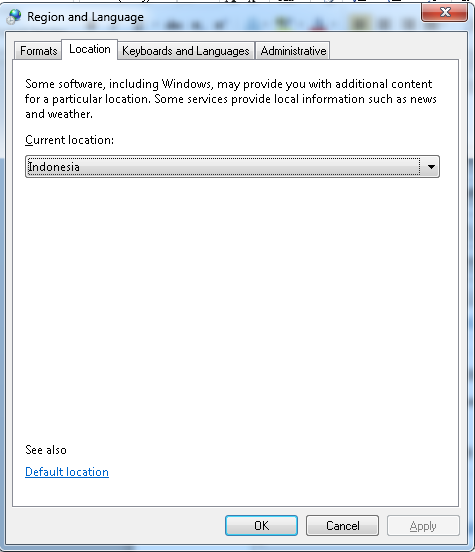 Region and Language
Formats Location Keyboards and Languages Administrative
Some software, including Windows, may provide you with additional content
for a particular location. Some services provide local information such as news
and weather.
Current location:
Indonesia
See also
Default location
OK Cancel Apply